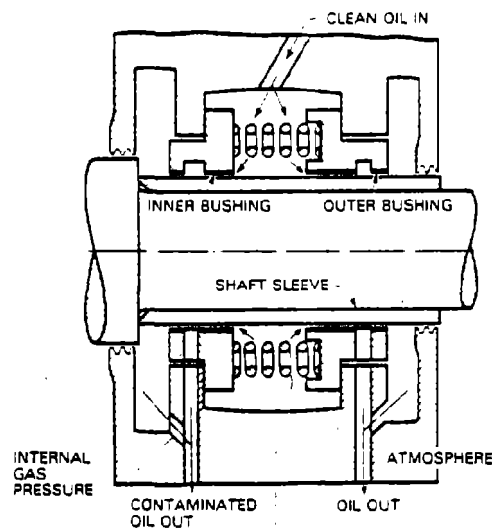 CLEAN OIL IN
INNER BUSHING
OUTER BUSHING
SHAFT SLEEVE
INTERNAL
GAS
PRESSURE
ATMOSPHERE
CONTAMINATED
OIL OUT
OIL OUT